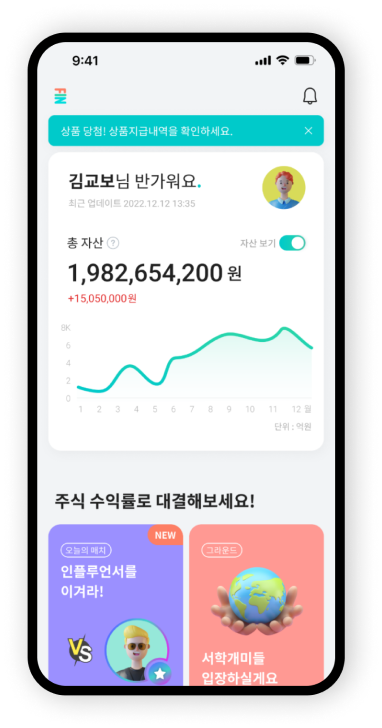 9:41
FIN
상품 당첨! 상품지급내역을 확인하세요.
김교보님 반가워요.
최근 업데이트 2022.12.12 13:35
총 자산 ?
자산 보기
1,982,654,200 원
+15,050,000원
8K
6
4
2
0
1 2 3 4 5 6 7 8 9 10 11 12 월
단위 : 억원
주식 수익률로 대결해보세요!
NEW
오늘의 매치
인플루언서를
이겨라!
VS
그라운드
서학개미들
입장하실게요